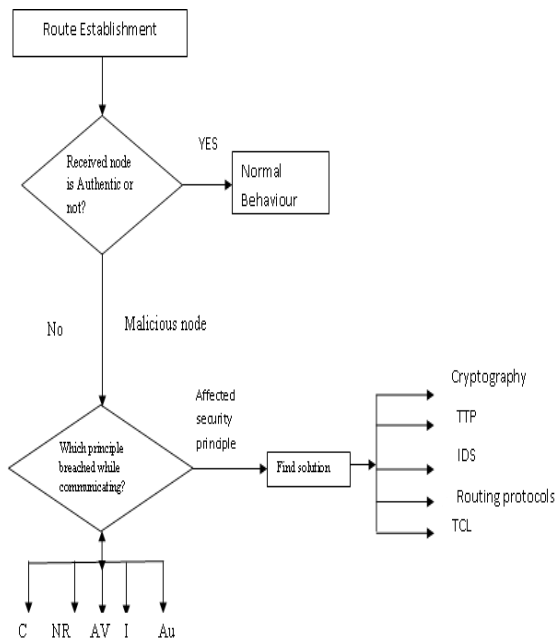 Route Establishment
YES
Received node
is Authentic or
not?
Normal
Behaviour
No
Malicious node
Affected
security
principle
Which principle
breached while
communicating?
Find solution
Cryptography
TTP
IDS
Routing protocols
TCL
C NR AV I Au